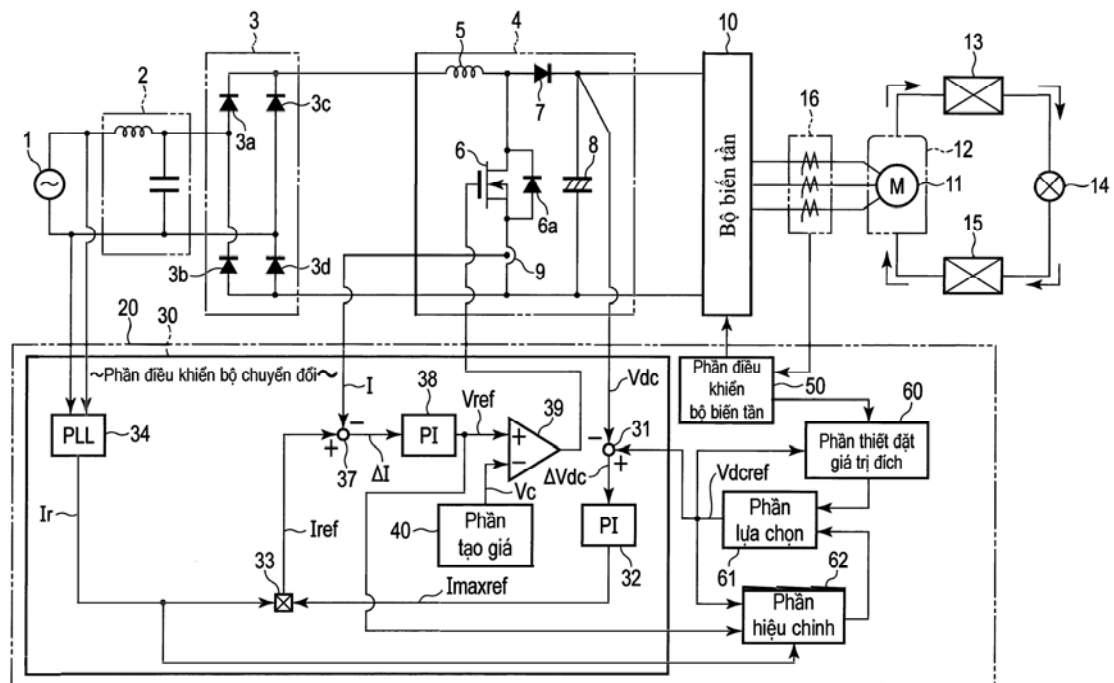 3
5
4
10
13
2
16
3c
7
12
1
3a
6
8
M
11
14
6a
15
Bộ biến tần
3b
3d
9
20
30
~Phần điều khiển bộ chuyển đổi~
I
38
Vref
39
Vdc
Phần điều
khiển
bộ biến tần
50
60
PLL
34
PI
31
Phần thiết đặt
giá trị đích
37
ΔI
ΔVdc
Vdcref
Vc
Ir
Iref
40
Phần
tạo giá
PI
Phần
lựa chọn
32
61
62
33
Imaxref
Phần
hiệu chỉnh